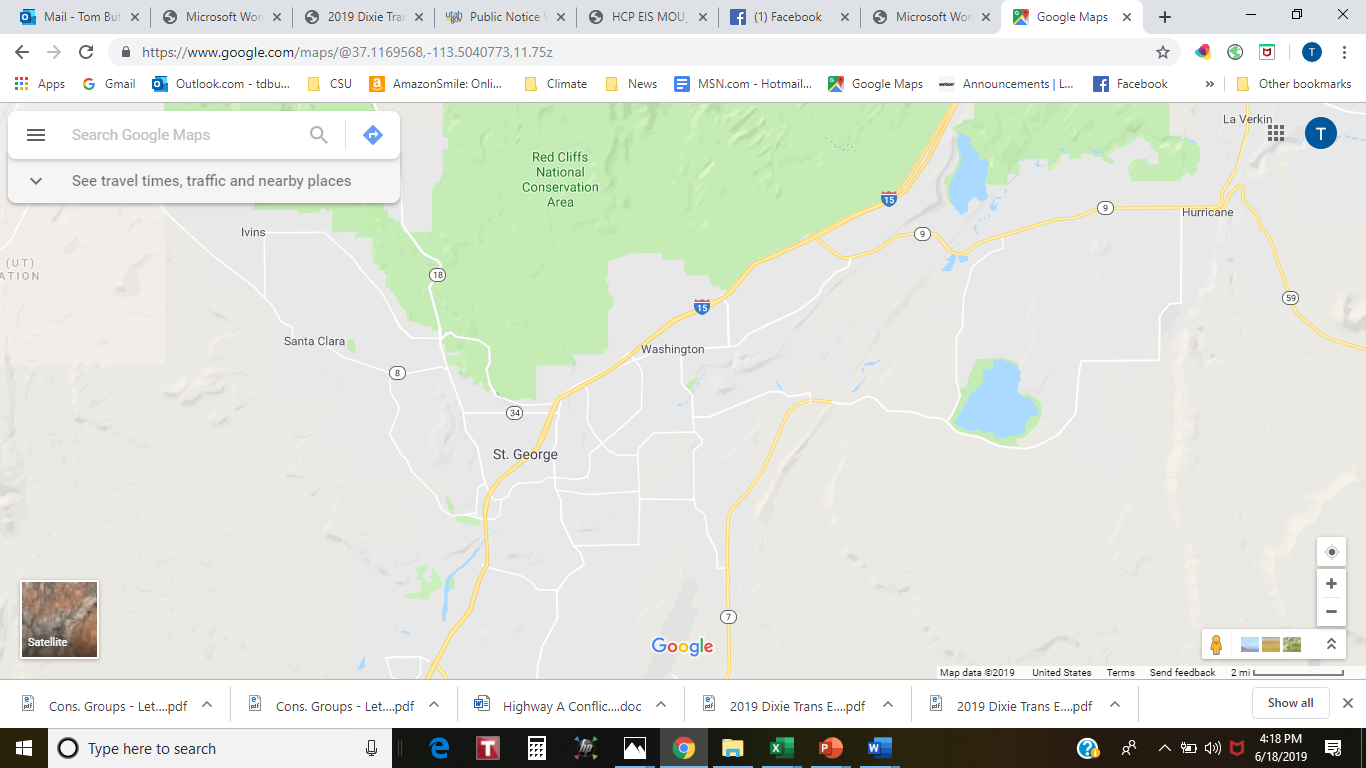 Mail - Tom But
Microsoft Wor
2019 Dixie Tra
Public Notice
HCP EIS MOU_
(1) Facebook
Microsoft Wor
Google Maps
https://www.google.com/maps/@37.1169568,-113.5040773,11.75z
T
Apps
Gmail
Outlook.com - tdbu...
CSU
AmazonSmile: Onli...
Climate
News
MSN.com - Hotmail...
Google Maps
Announcements | L...
Facebook
»
Other bookmarks
Search Google Maps
See travel times, traffic and nearby places
T
La Verkin
Red Cliffs
National
Conservation
Area
15
9
9
Hurricane
Ivins
(UT)
ATION
18
59
15
Santa Clara
Washington
8
34
St. George
7
Satellite
Google
Map data ©2019 United States Terms Send feedback 2 mi
Cons. Groups - Let....pdf
Cons. Groups - Let....pdf
Highway A Conflic....doc
2019 Dixie Trans E....pdf
2019 Dixie Trans E....pdf
Show all
Type here to search
4:18 PM
6/18/2019